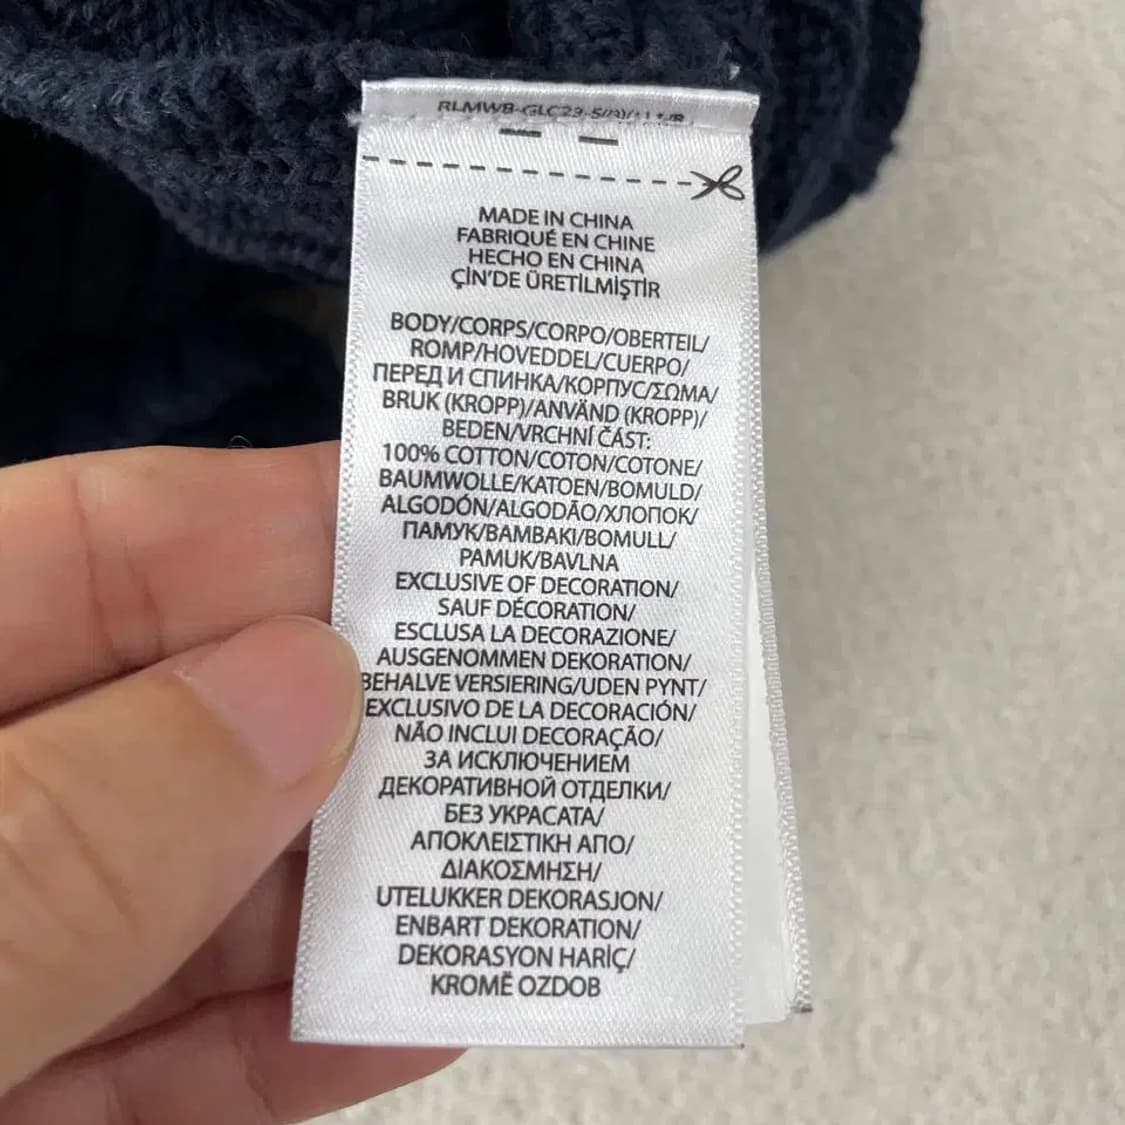 RLMWB-GLC23-
MADE IN CHINA
FABRIQUÉ EN CHINE
HECHO EN CHINA
ÇİN'DE ÜRETİLMİŞTİR
BODY/CORPS/CORPO/OBERTEIL/
ROMP/HOVEDDEL/CUERPO/
ПЕРЕД И СПИНКА/КОРПУС/ΣΩΜΑ/
BRUK (KROPP)/ANVÄND (KROPP)/
BEDEN/VRCHNÍ ČÁST:
100% COTTON/COTON/COTONE/
BAUMWOLLE/KATOEN/BOMULD/
ALGODÓN/ALGODÃO/ХЛОПОК/
ПАМУК/BAMBAKI/BOMULL/
PAMUK/BAVLNA
EXCLUSIVE OF DECORATION/
SAUF DÉCORATION/
ESCLUSA LA DECORAZIONE/
AUSGENOMMEN DEKORATION/
BEHALVE VERSIERING/UDEN PYNT/
EXCLUSIVO DE LA DECORACIÓN/
NÃO INCLUI DECORAÇÃO/
ЗА ИСКЛЮЧЕНИЕМ
ДЕКОРАТИВНОЙ ОТДЕЛКИ/
БЕЗ УКРАСАТА/
ΑΠΟΚΛΕΙΣΤΙΚΗ ΑΠΟ/
ΔΙΑΚΟΣΜΗΣΗ/
UTELUKKER DEKORASJON/
ENBART DEKORATION/
DEKORASYON HARİÇ/
KROMĚ OZDOB